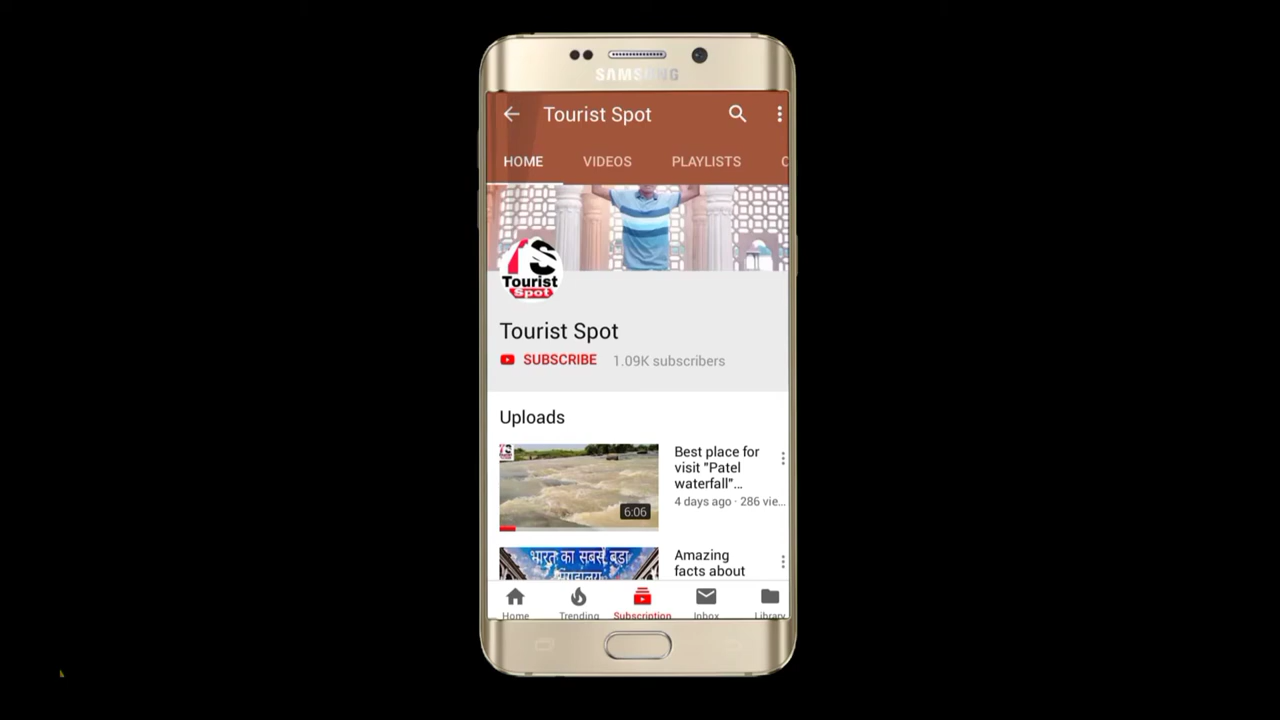 SAMSUNG
Tourist Spot
HOME VIDEOS PLAYLISTS
TS
Tourist
Spot
Tourist Spot
SUBSCRIBE 1.09K subscribers
Uploads
Best place for
visit "Patel
waterfall"...
4 days ago · 286 vie...
6:06
भारत का सबसे बड़ा
Amazing
facts about
Home Trending Subscription Inbox Library